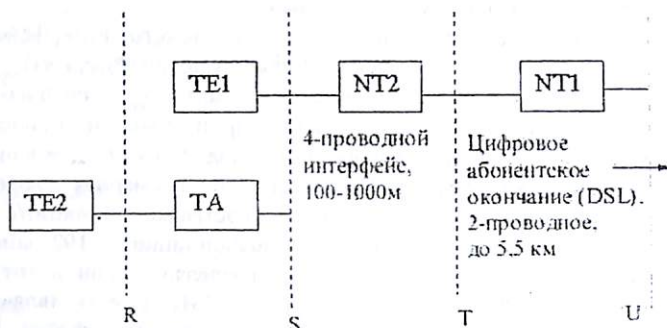 TE1
NT2
NT1
4-проводной
интерфейс,
100-1000м
Цифровое
абонентское
окончание (DSL).
2-проводное,
до 5,5 км
TE2
TA
R
S
T
U